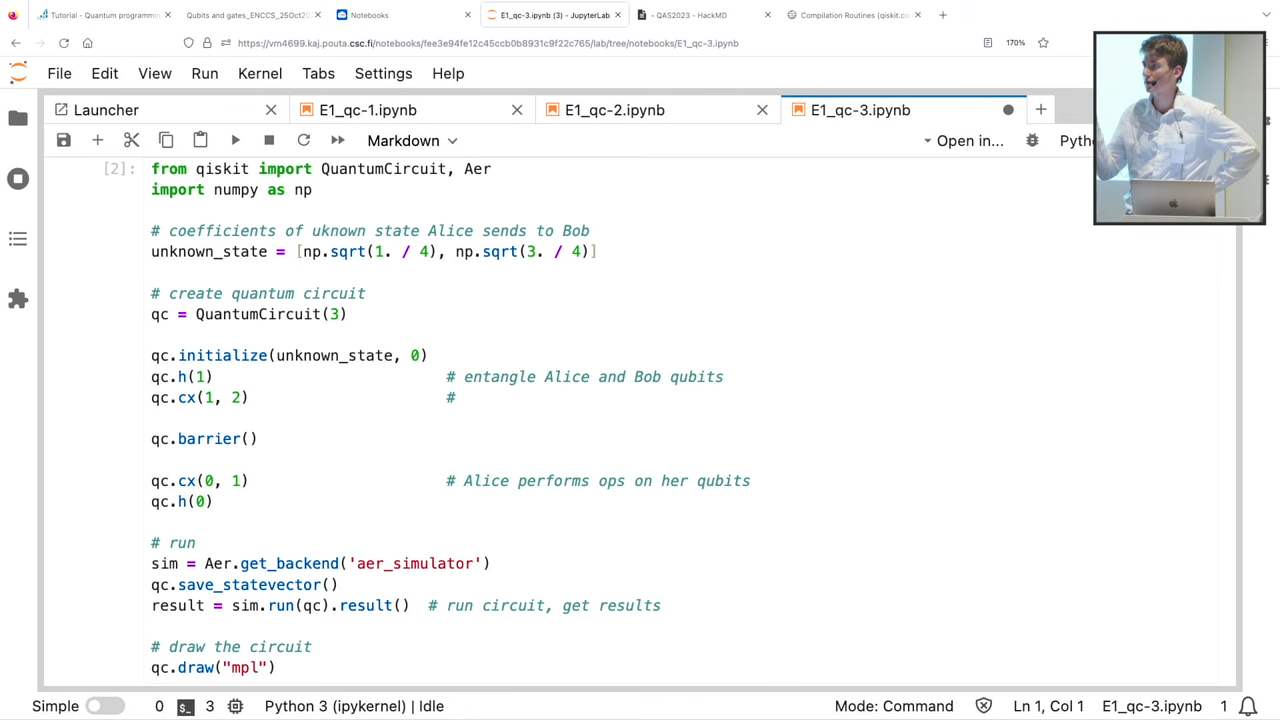 Tutorial - Quantum programmin
Qubits and gates_ENCCS_25Oct20
Notebooks
E1_qc-3.ipynb (3) - JupyterLab
QAS2023 - HackMD
Compilation Routines (qiskit.oc
https://vm4699.kaj.pouta.csc.fi/notebooks/fee3e94fe12c45ccb0b8931c9f22c765/lab/tree/notebooks/E1_qc-3.ipynb
170%
File Edit View Run Kernel Tabs Settings Help
Launcher
E1_qc-1.ipynb
E1_qc-2.ipynb
E1_qc-3.ipynb
Markdown
Open in...
Pyth
[2]:
from qiskit import QuantumCircuit, Aer
import numpy as np
# coefficients of uknown state Alice sends to Bob
unknown_state = [np.sqrt(1. / 4), np.sqrt(3. / 4)]
# create quantum circuit
qc = QuantumCircuit(3)
qc.initialize(unknown_state, 0)
qc.h(1) # entangle Alice and Bob qubits
qc.cx(1, 2) #
qc.barrier()
qc.cx(0, 1) # Alice performs ops on her qubits
qc.h(0)
# run
sim = Aer.get_backend('aer_simulator')
qc.save_statevector()
result = sim.run(qc).result() # run circuit, get results
# draw the circuit
qc.draw("mpl")
Simple 0 3 Python 3 (ipykernel) | Idle Mode: Command Ln 1, Col 1 E1_qc-3.ipynb 1